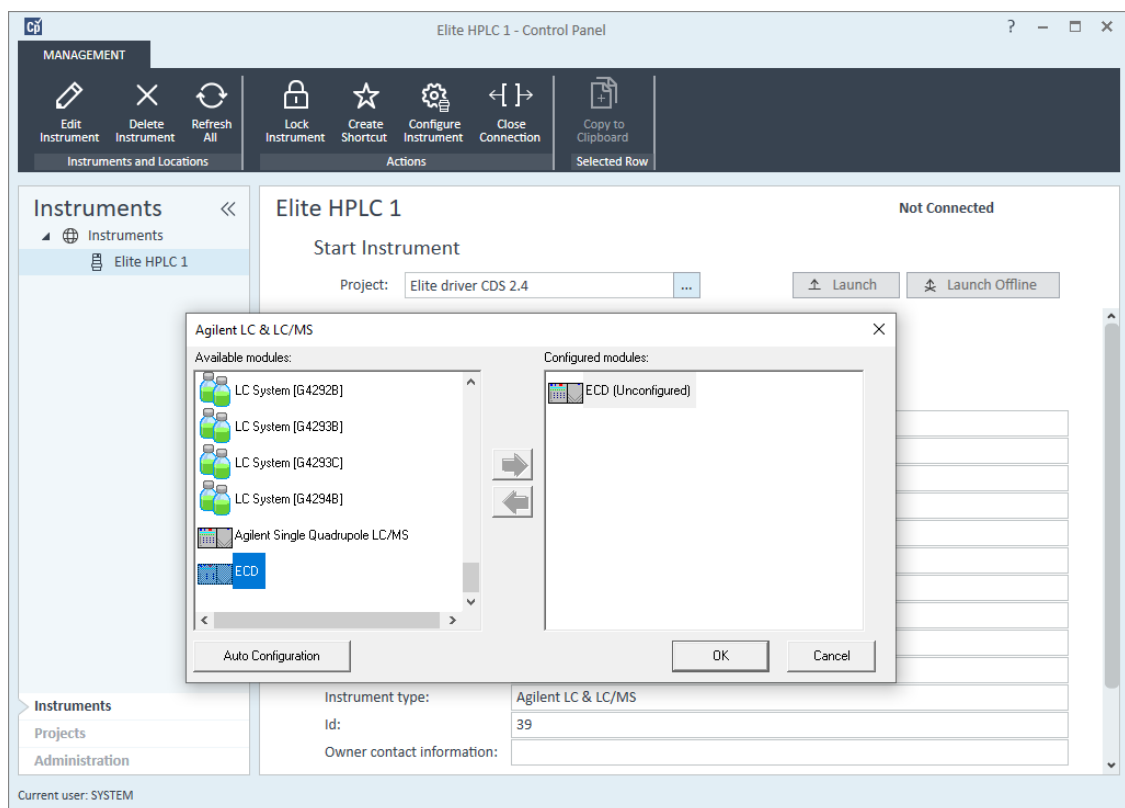 Elite HPLC 1 - Control Panel
MANAGEMENT
Edit Instrument
Delete Instrument
Refresh All
Lock Instrument
Create Shortcut
Configure Instrument
Close Connection
Copy to Clipboard
Instruments and Locations
Actions
Selected Row
Instruments
Instruments
Elite HPLC 1
Elite HPLC 1
Not Connected
Start Instrument
Project: Elite driver CDS 2.4 ...
Launch
Launch Offline
Agilent LC & LC/MS
Available modules:
LC System [G4292B]
LC System [G4293B]
LC System [G4293C]
LC System [G4294B]
Agilent Single Quadrupole LC/MS
ECD
Configured modules:
ECD (Unconfigured)
Auto Configuration
OK
Cancel
Instrument type: Agilent LC & LC/MS
Id: 39
Owner contact information:
Instruments
Projects
Administration
Current user: SYSTEM